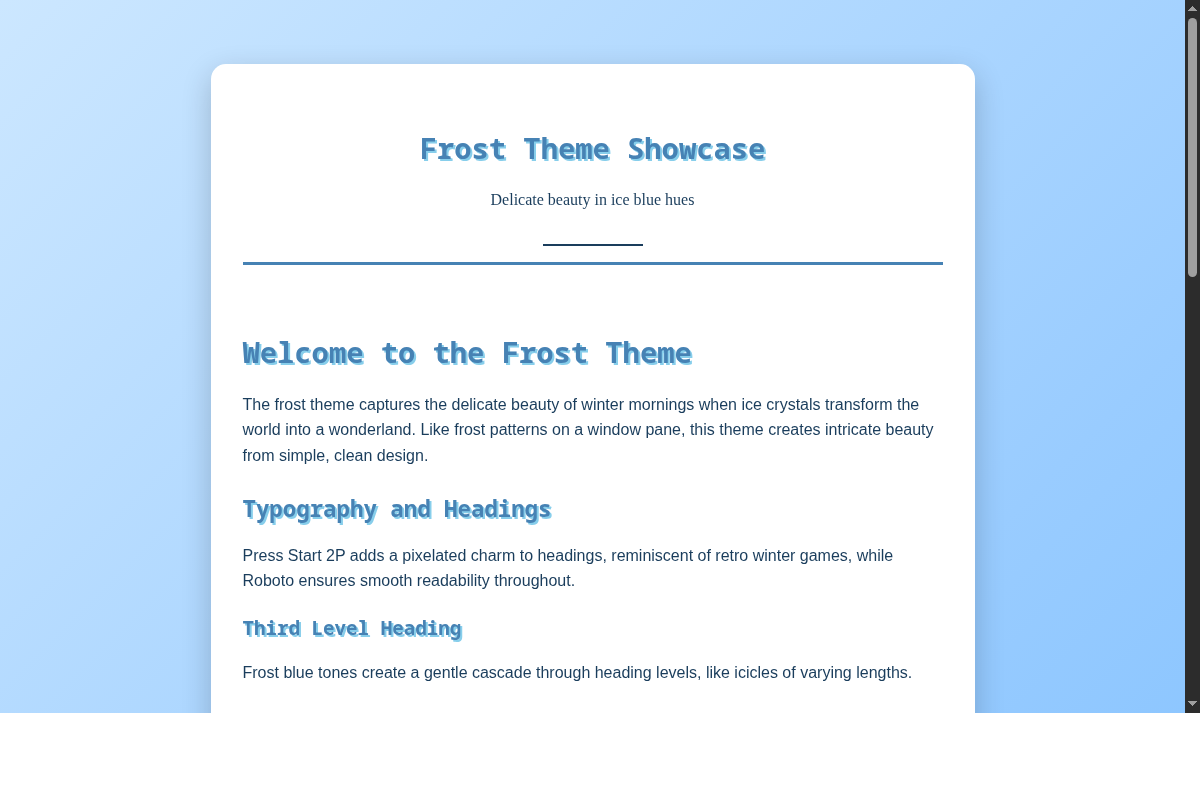 Frost Theme Showcase
Delicate beauty in ice blue hues
Welcome to the Frost Theme
The frost theme captures the delicate beauty of winter mornings when ice crystals transform the
world into a wonderland. Like frost patterns on a window pane, this theme creates intricate beauty
from simple, clean design.
Typography and Headings
Press Start 2P adds a pixelated charm to headings, reminiscent of retro winter games, while
Roboto ensures smooth readability throughout.
Third Level Heading
Frost blue tones create a gentle cascade through heading levels, like icicles of varying lengths.